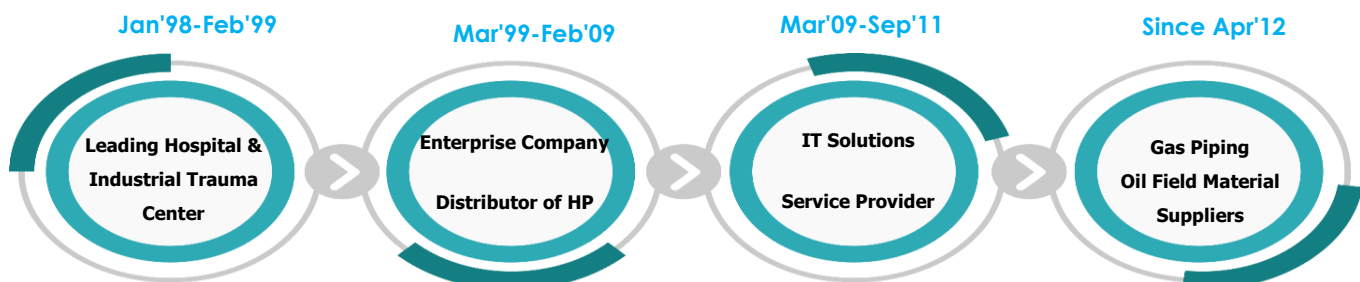 Jan'98-Feb'99
Mar'99-Feb'09
Mar'09-Sep'11
Since Apr'12
Leading Hospital &
Industrial Trauma
Center
Enterprise Company
Distributor of HP
IT Solutions
Service Provider
Gas Piping
Oil Field Material
Suppliers